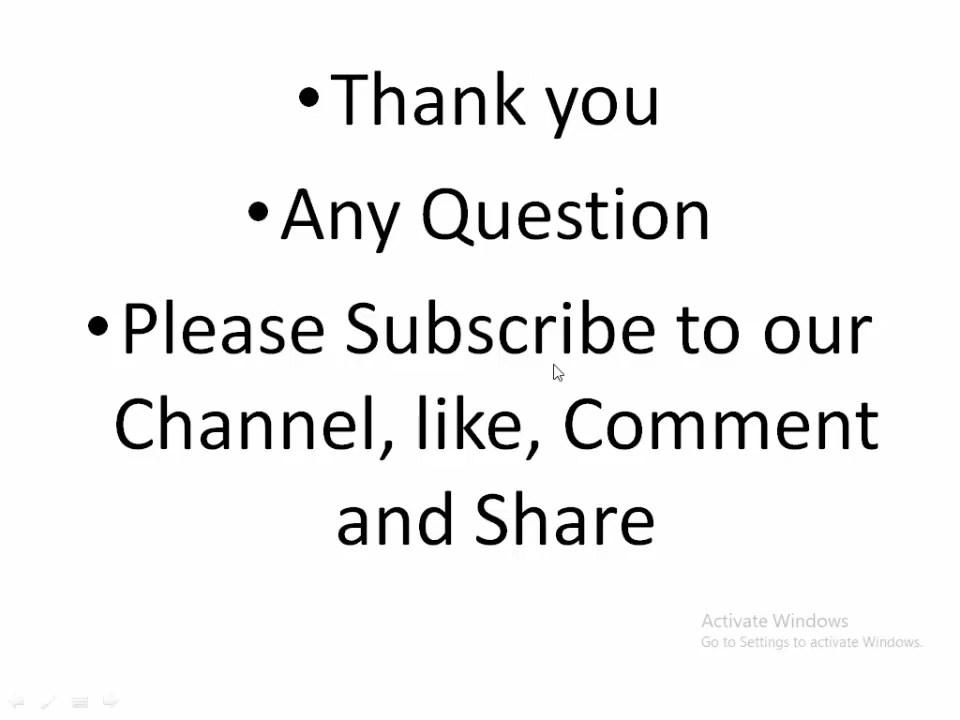 •Thank you
•Any Question
•Please Subscribe to our
Channel, like, Comment
and Share
Activate Windows
Go to Settings to activate Windows.